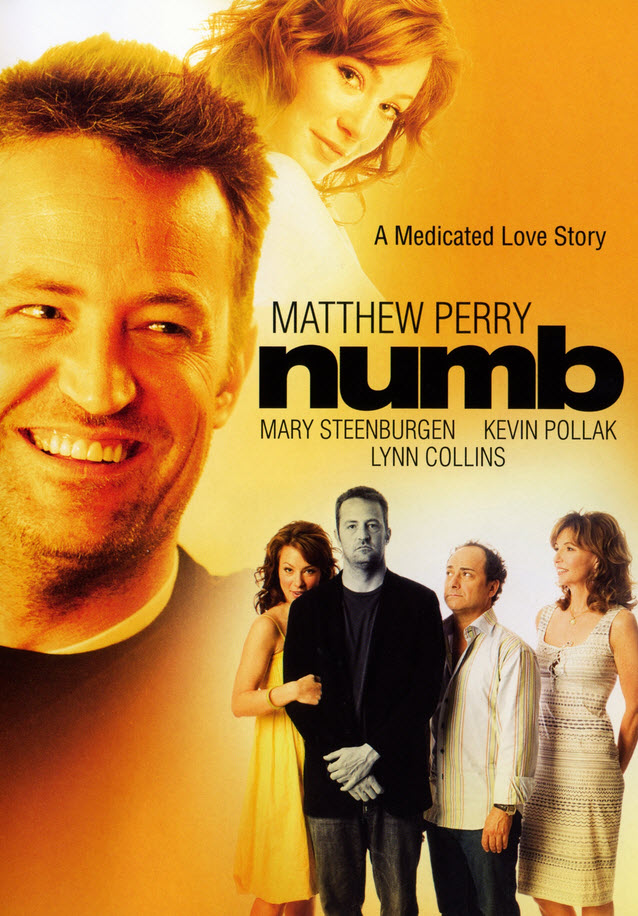 A Medicated Love Story
MATTHEW PERRY
numb
MARY STEENBURGEN KEVIN POLLAK
LYNN COLLINS